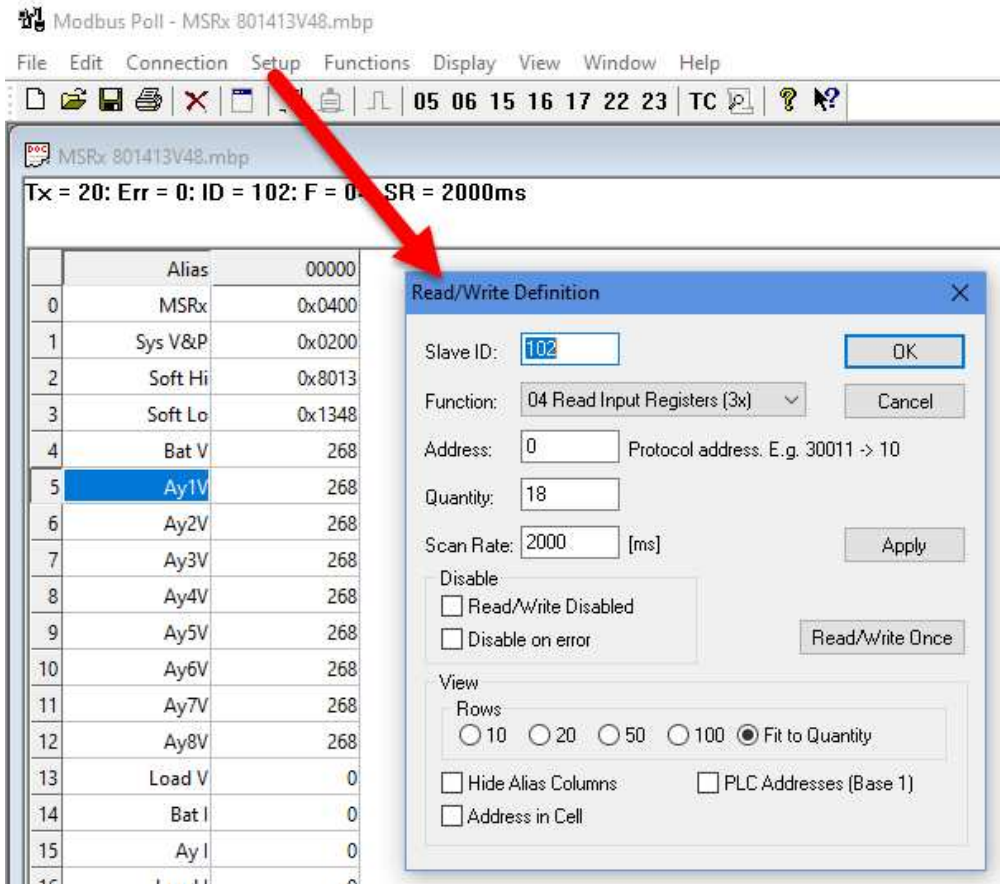 Modbus Poll - MSRx 801413V48.mbp
File Edit Connection Setup Functions Display View Window Help
05 06 15 16 17 22 23 TC
MSRx 801413V48.mbp
Tx = 20: Err = 0: ID = 102: F = 04 SR = 2000ms
Alias 00000
0 MSRx 0x0400
1 Sys V&P 0x0200
2 Soft Hi 0x8013
3 Soft Lo 0x1348
4 Bat V 268
5 Ay1V 268
6 Ay2V 268
7 Ay3V 268
8 Ay4V 268
9 Ay5V 268
10 Ay6V 268
11 Ay7V 268
12 Ay8V 268
13 Load V 0
14 Bat I 0
15 Ay I 0
Read/Write Definition
Slave ID: 102 OK
Function: 04 Read Input Registers (3x) Cancel
Address: 0 Protocol address. E.g. 30011 -> 10
Quantity: 18
Scan Rate: 2000 [ms] Apply
Disable
Read/Write Disabled
Disable on error Read/Write Once
View
Rows
10 20 50 100 Fit to Quantity
Hide Alias Columns PLC Addresses (Base 1)
Address in Cell